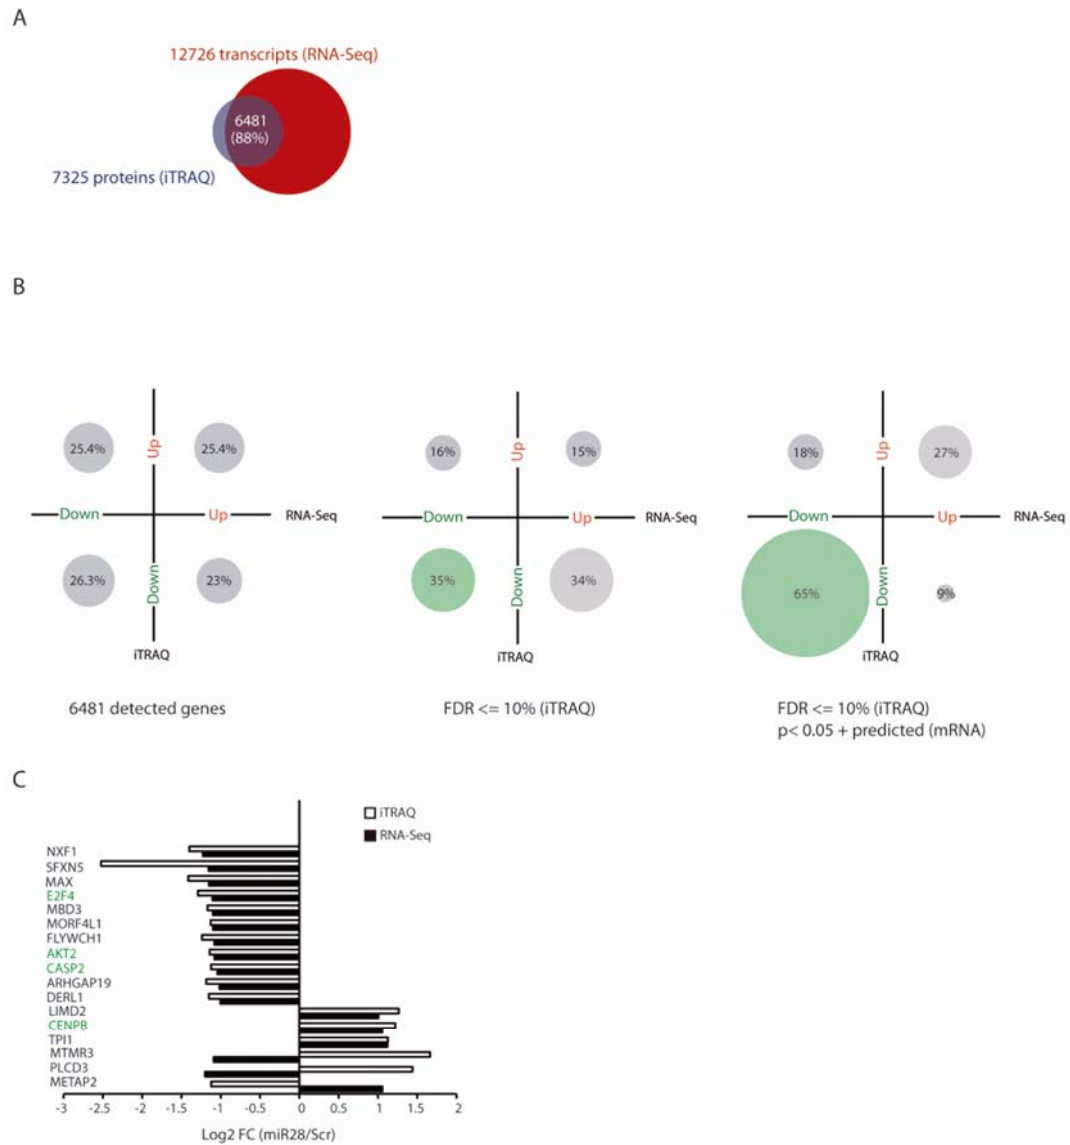 A
12726 transcripts (RNA-Seq)
6481
(88%)
7325 proteins (iTRAQ)
B
25.4%
Up
25.4%
Down
Up
RNA-Seq
26.3%
Down
23%
iTRAQ
6481 detected genes
16%
Up
15%
Down
Up
RNA-Seq
35%
Down
34%
iTRAQ
FDR <= 10% (iTRAQ)
18%
Up
27%
Down
Up
RNA-Seq
65%
Down
9%
iTRAQ
FDR <= 10% (iTRAQ)
p< 0.05 + predicted (mRNA)
C
iTRAQ
RNA-Seq
NXF1
SFXN5
MAX
E2F4
MBD3
MORF4L1
FLYWCH1
AKT2
CASP2
ARHGAP19
DERL1
LIMD2
CENPB
TPI1
MTMR3
PLCD3
METAP2
-3 -2.5 -2 -1.5 -1 -0.5 0 0.5 1 1.5 2
Log2 FC (miR28/Scr)